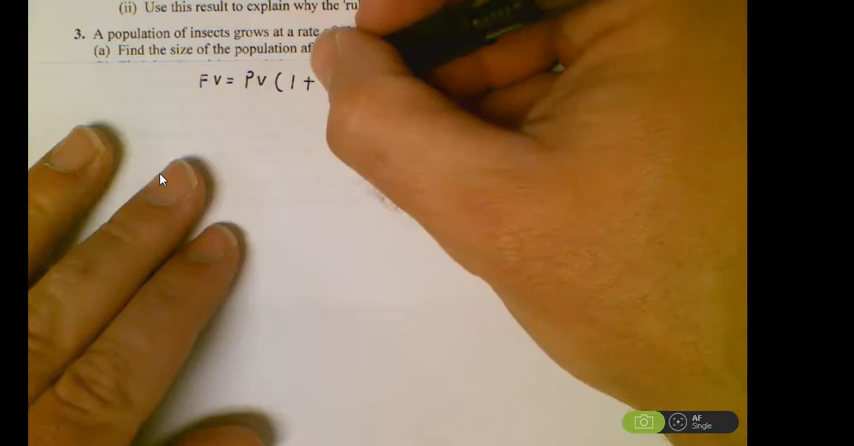 (ii) Use this result to explain why the 'ru
3. A population of insects grows at a rate
(a) Find the size of the population af
FV = PV ( 1 +
AF
Single